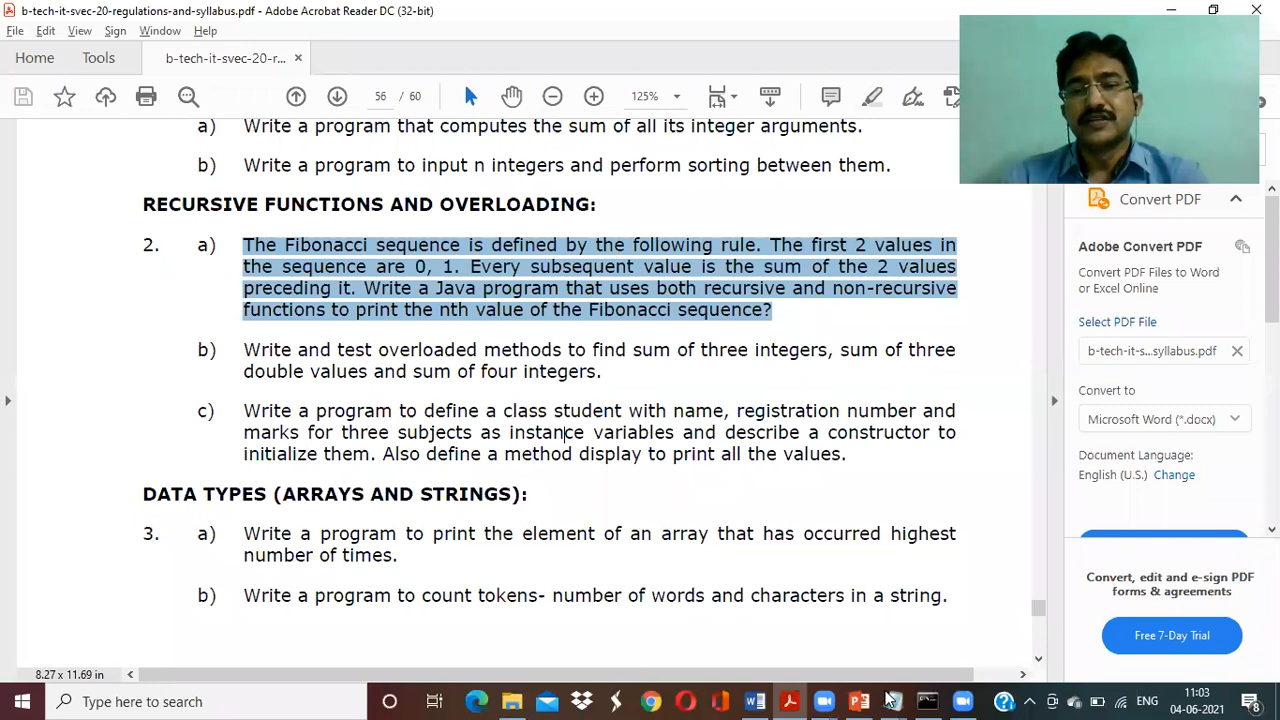 b-tech-it-svec-20-regulations-and-syllabus.pdf - Adobe Acrobat Reader DC (32-bit)
File Edit View Sign Window Help
Home Tools b-tech-it-svec-20-r...
56 / 60 125%
a) Write a program that computes the sum of all its integer arguments.
b) Write a program to input n integers and perform sorting between them.
RECURSIVE FUNCTIONS AND OVERLOADING:
2. a) The Fibonacci sequence is defined by the following rule. The first 2 values in
the sequence are 0, 1. Every subsequent value is the sum of the 2 values
preceding it. Write a Java program that uses both recursive and non-recursive
functions to print the nth value of the Fibonacci sequence?
b) Write and test overloaded methods to find sum of three integers, sum of three
double values and sum of four integers.
c) Write a program to define a class student with name, registration number and
marks for three subjects as instance variables and describe a constructor to
initialize them. Also define a method display to print all the values.
DATA TYPES (ARRAYS AND STRINGS):
3. a) Write a program to print the element of an array that has occurred highest
number of times.
b) Write a program to count tokens- number of words and characters in a string.
8.27 x 11.69 in
Convert PDF
Adobe Convert PDF
Convert PDF Files to Word
or Excel Online
Select PDF File
b-tech-it-s...syllabus.pdf
Convert to
Microsoft Word (*.docx)
Document Language:
English (U.S.) Change
Convert, edit and e-sign PDF
forms & agreements
Free 7-Day Trial
Type here to search
ENG
11:03
04-06-2021
8